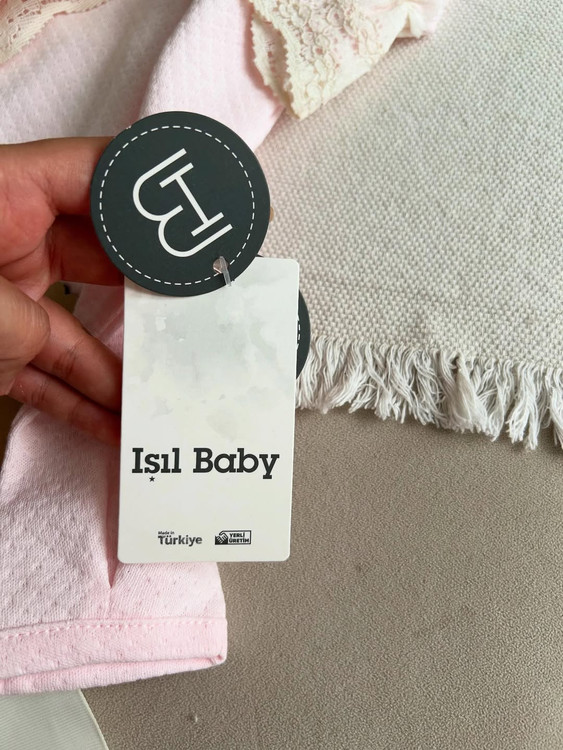 Işıl Baby
Made in
Türkiye
YERLİ
ÜRETİM